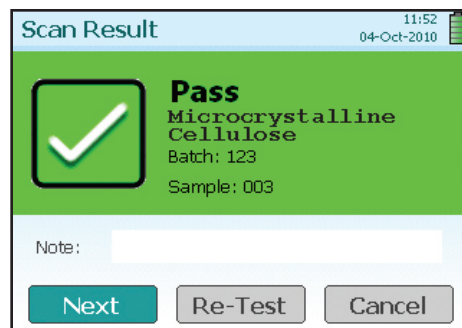 Scan Result
11:52
04-Oct-2010
Pass
Microcrystalline
Cellulose
Batch: 123
Sample: 003
Note:
Next Re-Test Cancel